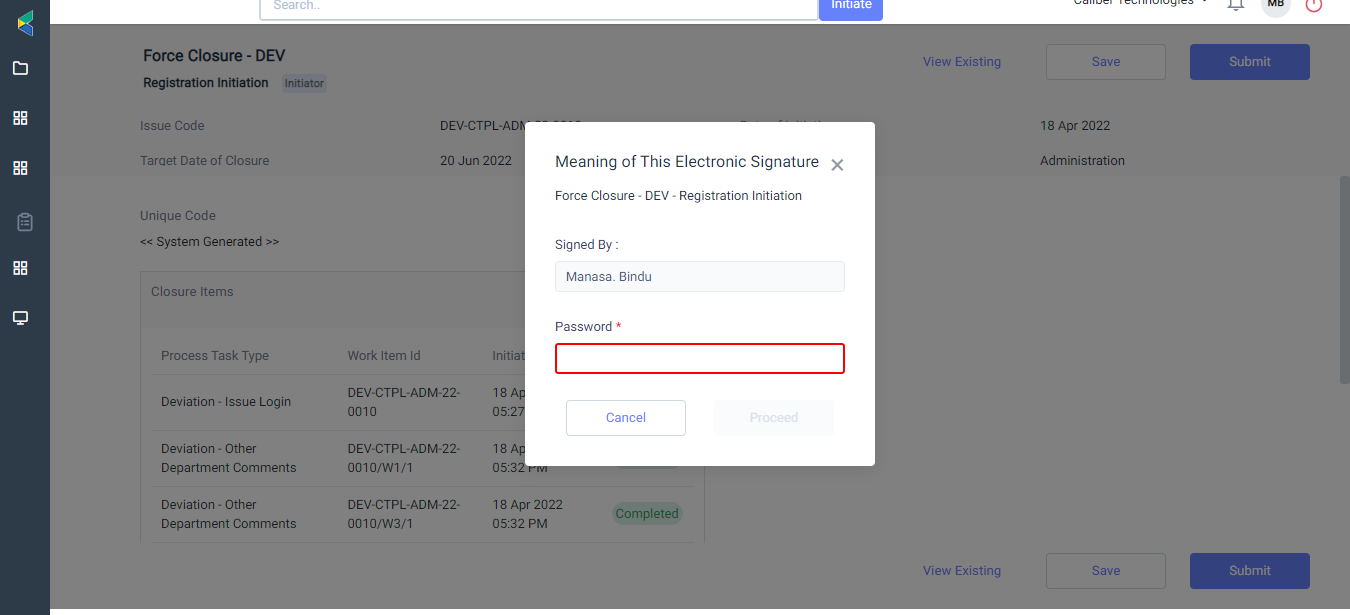 Search..
Initiate
Caliber Technologies
MB
Force Closure - DEV
View Existing
Save
Submit
Registration Initiation
Initiator
Issue Code
DEV-CTPL-ADM-22-0010
18 Apr 2022
Target Date of Closure
20 Jun 2022
Administration
Meaning of This Electronic Signature
Force Closure - DEV - Registration Initiation
Signed By :
Manasa. Bindu
Password *
Cancel
Proceed
Unique Code
<< System Generated >>
Closure Items
Process Task Type
Work Item Id
Initiat
Deviation - Issue Login
DEV-CTPL-ADM-22-
0010
18 Ap
05:27
Deviation - Other
Department Comments
DEV-CTPL-ADM-22-
0010/W1/1
18 Ap
05:32 PM
Deviation - Other
Department Comments
DEV-CTPL-ADM-22-
0010/W3/1
18 Apr 2022
05:32 PM
Completed
View Existing
Save
Submit